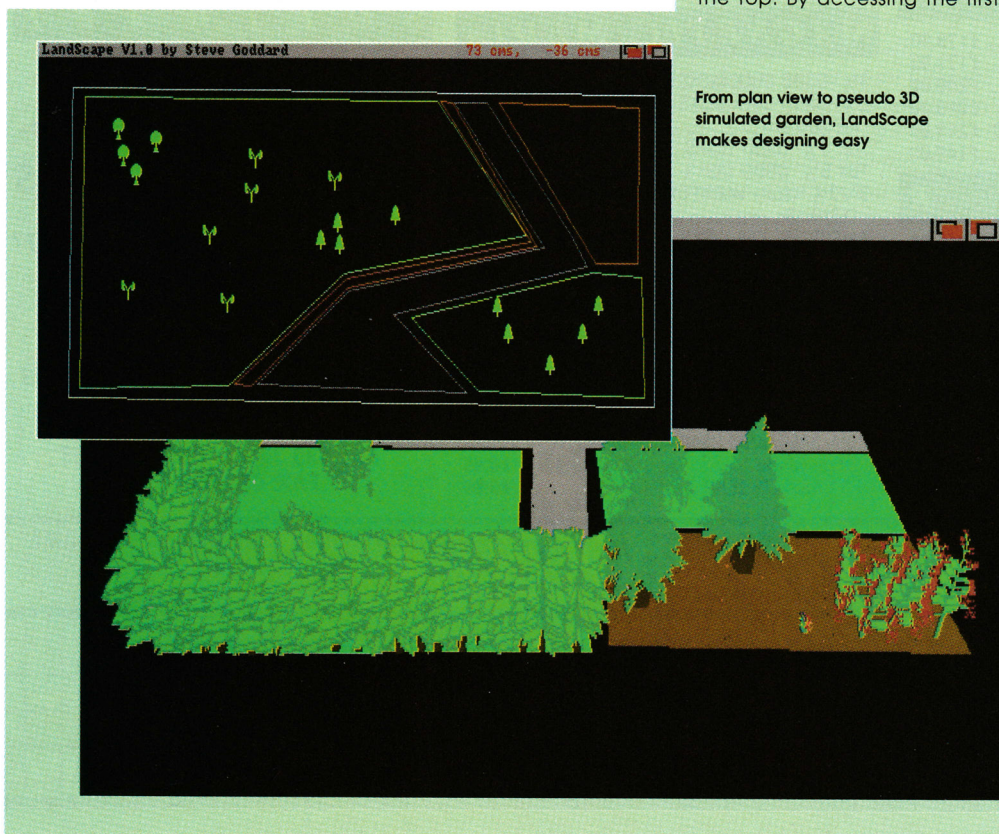 the top. By accessing the first
LandScape V1.0 by Steve Goddard 73 cms, -36 cms
From plan view to pseudo 3D
simulated garden, LandScape
makes designing easy